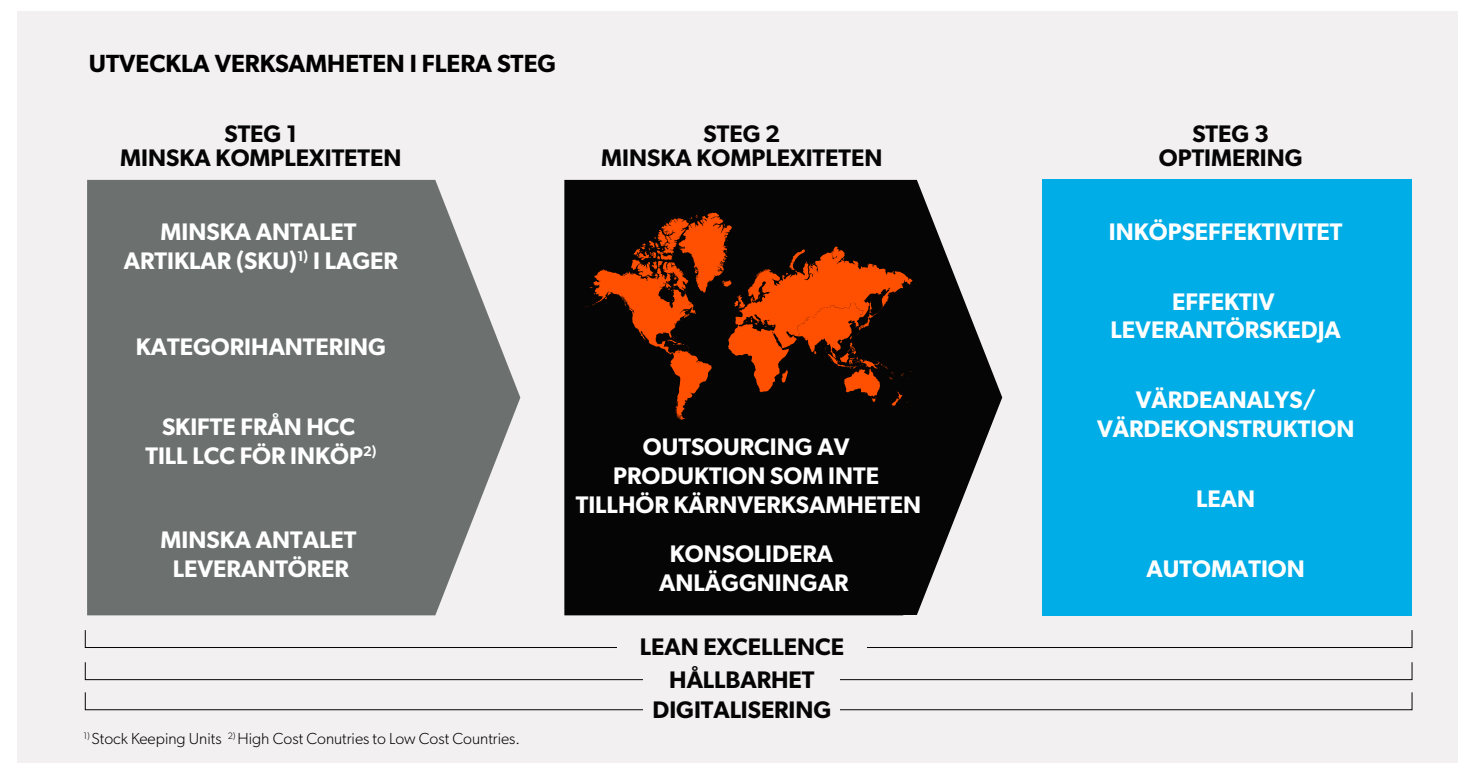 UTVECKLA VERKSAMHETEN I FLERA STEG
STEG 1
MINSKA KOMPLEXITETEN
MINSKA ANTALET
ARTIKLAR (SKU)1) I LAGER
KATEGORIHANTERING
SKIFTE FRÅN HCC
TILL LCC FÖR INKÖP2)
MINSKA ANTALET
LEVERANTÖRER
STEG 2
MINSKA KOMPLEXITETEN
OUTSOURCING AV
PRODUKTION SOM INTE
TILLHÖR KÄRNVERKSAMHETEN
KONSOLIDERA
ANLÄGGNINGAR
STEG 3
OPTIMERING
INKÖPSEFFEKTIVITET
EFFEKTIV
LEVERANTÖRSKEDJA
VÄRDEANALYS/
VÄRDEKONSTRUKTION
LEAN
AUTOMATION
LEAN EXCELLENCE
HÅLLBARHET
DIGITALISERING
1) Stock Keeping Units 2) High Cost Conutries to Low Cost Countries.